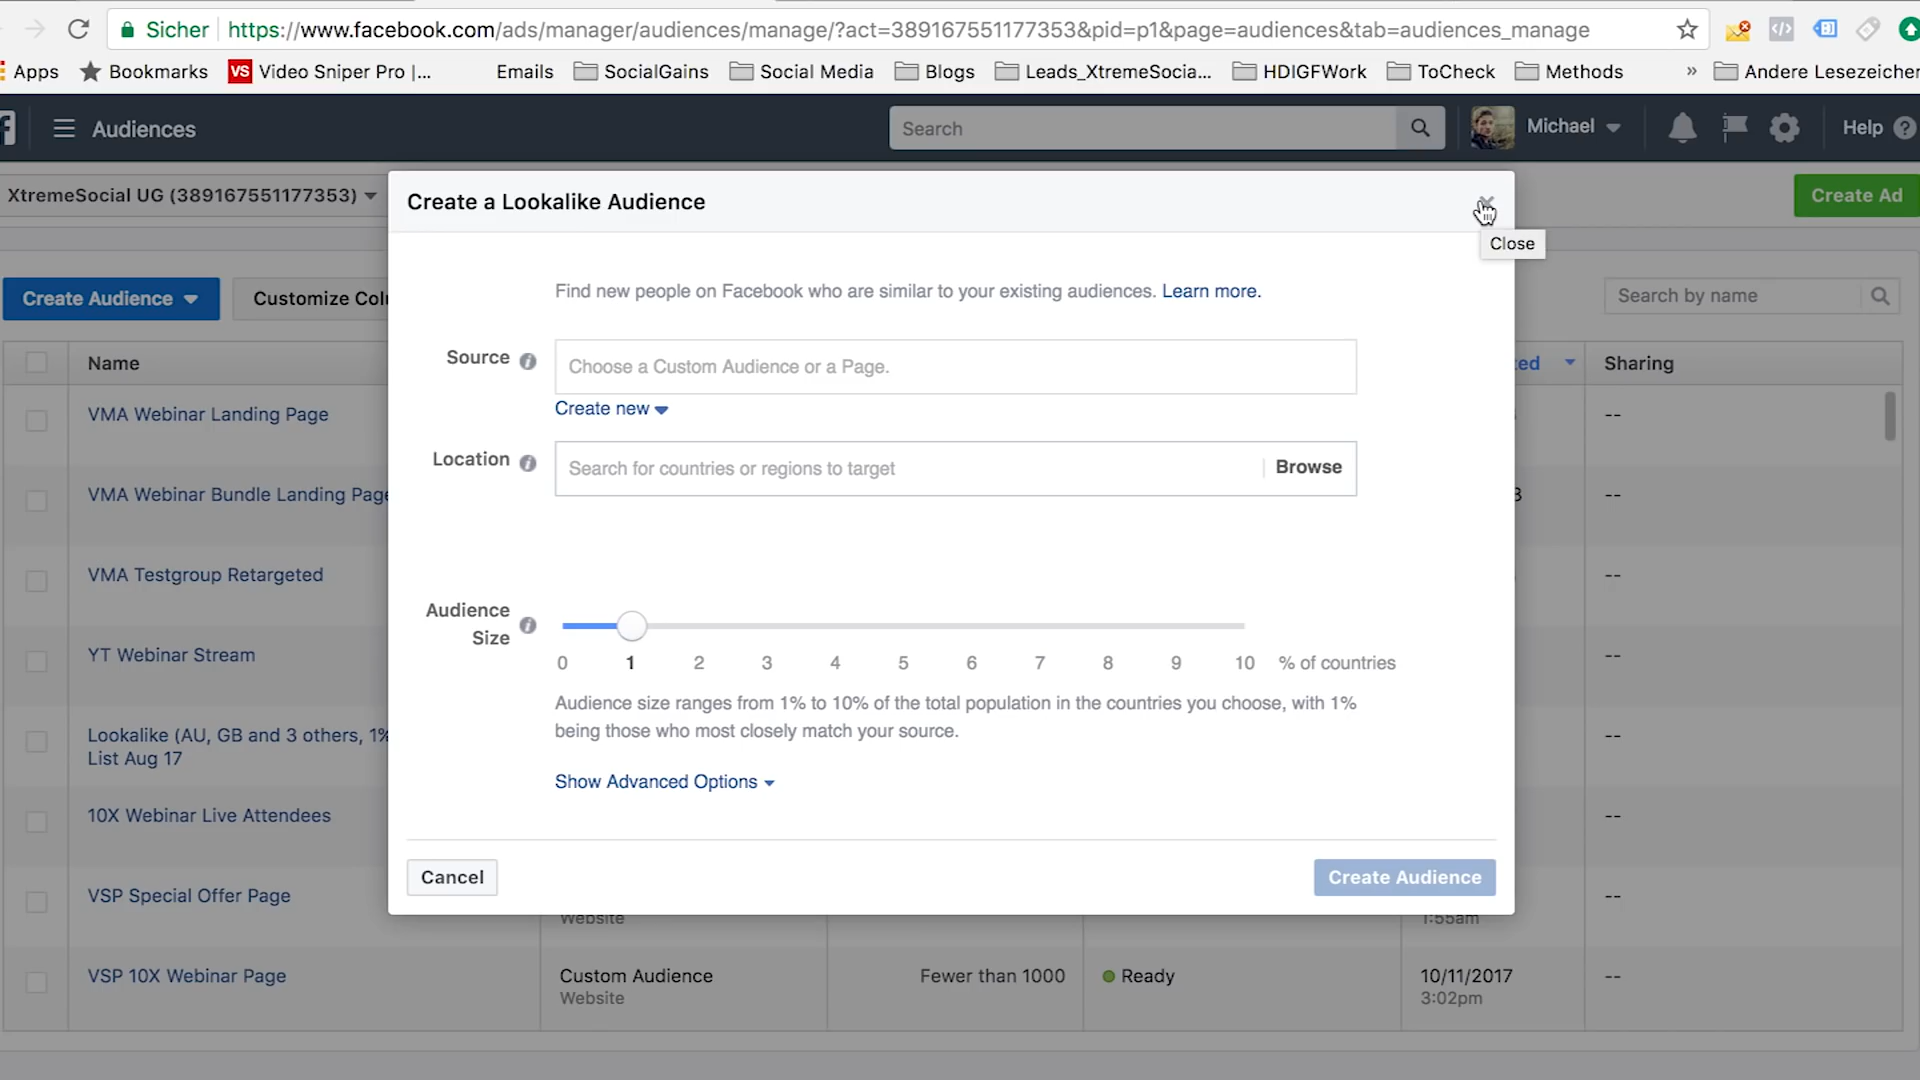 Sicher https://www.facebook.com/ads/manager/audiences/manage/?act=389167551177353&pid=p1&page=audiences&tab=audiences_manage
Apps Bookmarks VS Video Sniper Pro |... Emails SocialGains Social Media Blogs Leads_XtremeSocia... HDIGFWork ToCheck Methods » Andere Lesezeichen
Audiences Search Michael Help
XtremeSocial UG (389167551177353) Create Ad
Create a Lookalike Audience
Close
Create Audience Customize Colu Search by name
Find new people on Facebook who are similar to your existing audiences. Learn more.
Source Choose a Custom Audience or a Page.
Create new
Location Search for countries or regions to target Browse
Audience
Size
0 1 2 3 4 5 6 7 8 9 10 % of countries
Audience size ranges from 1% to 10% of the total population in the countries you choose, with 1%
being those who most closely match your source.
Show Advanced Options
Cancel Create Audience
Name ted Sharing
VMA Webinar Landing Page --
VMA Webinar Bundle Landing Page 3 --
VMA Testgroup Retargeted --
YT Webinar Stream --
Lookalike (AU, GB and 3 others, 1% --
List Aug 17
10X Webinar Live Attendees --
VSP Special Offer Page --
Website 1:55am
VSP 10X Webinar Page Custom Audience Fewer than 1000 Ready 10/11/2017 --
Website 3:02pm